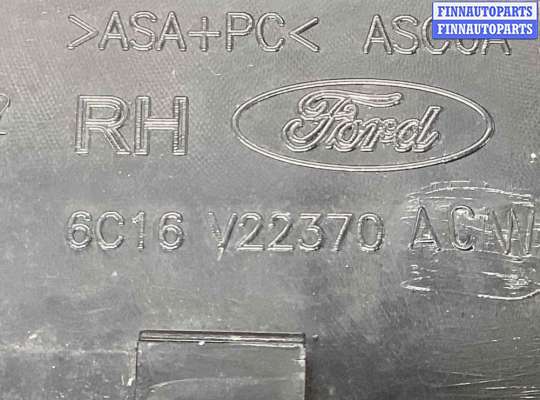 FINNAUTOPARTS
FINNAUTOPARTS
>ASA+PC<
RH Ford
6C16 V22370